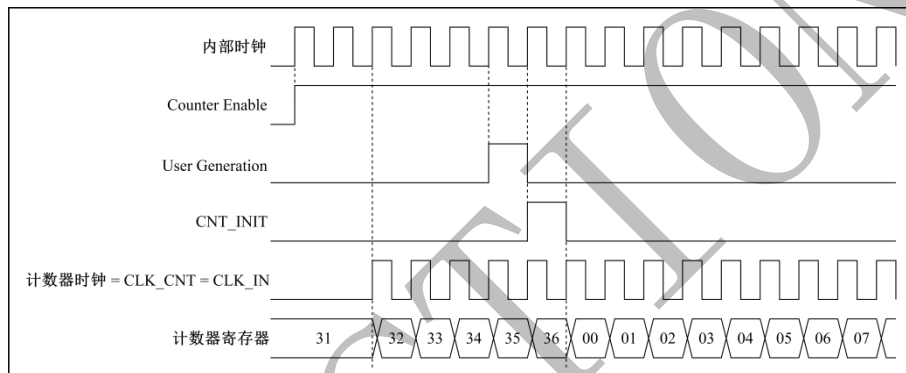 内部时钟
Counter Enable
User Generation
CNT_INIT
计数器时钟 = CLK_CNT = CLK_IN
计数器寄存器 31 32 33 34 35 36 00 01 02 03 04 05 06 07
CTION